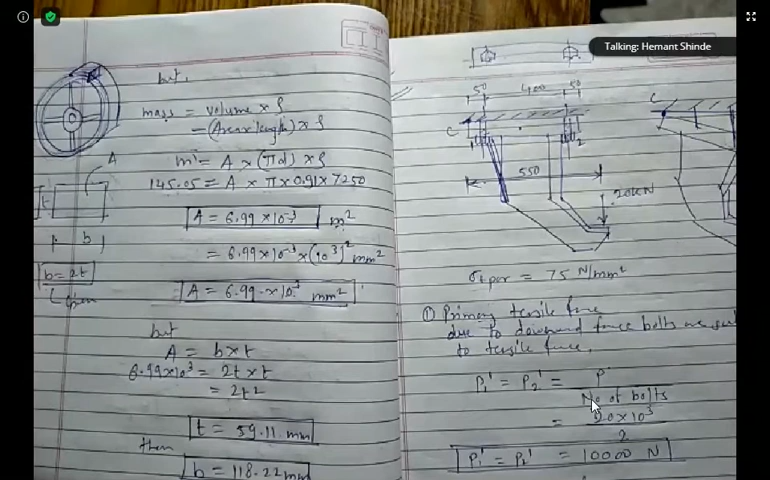 Talking: Hemant Shinde
but,
mass = volume × ρ
= (Area × length) × ρ
m = A × (πd) × ρ
145.05 = A × π × 0.91 × 7250
A = 6.99 × 10⁻³ m²
= 6.99 × 10⁻³ × (10³)² mm²
A = 6.99 × 10³ mm²
but
A = b × t
6.99 × 10³ = 2t × t
= 2t²
t = 59.11 mm
then
b = 118.22 mm
A
t
b
b = 2t
50 400 50
C
1 2
550
20 kN
C
σt per = 75 N/mm²
① Primary tensile force
due to downward force bolts
to tensile force.
P₁' = P₂' = P
No of bolts
= 20 × 10³
2
P₁' = P₂' = 10000 N